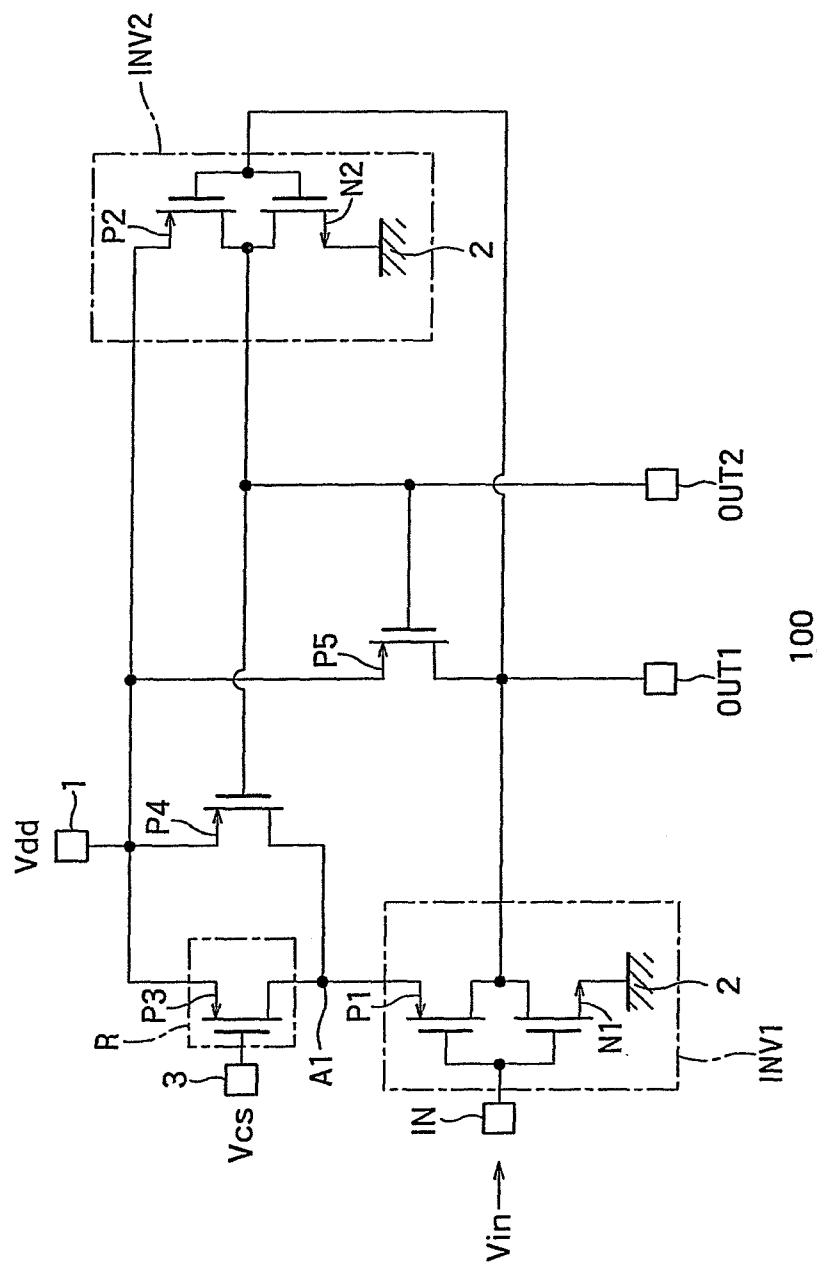 Vdd
1
R
P3
P4
P5
P2
INV2
3
Vcs
A1
N2
2
P1
IN
Vin
N1
2
INV1
OUT1
OUT2
100